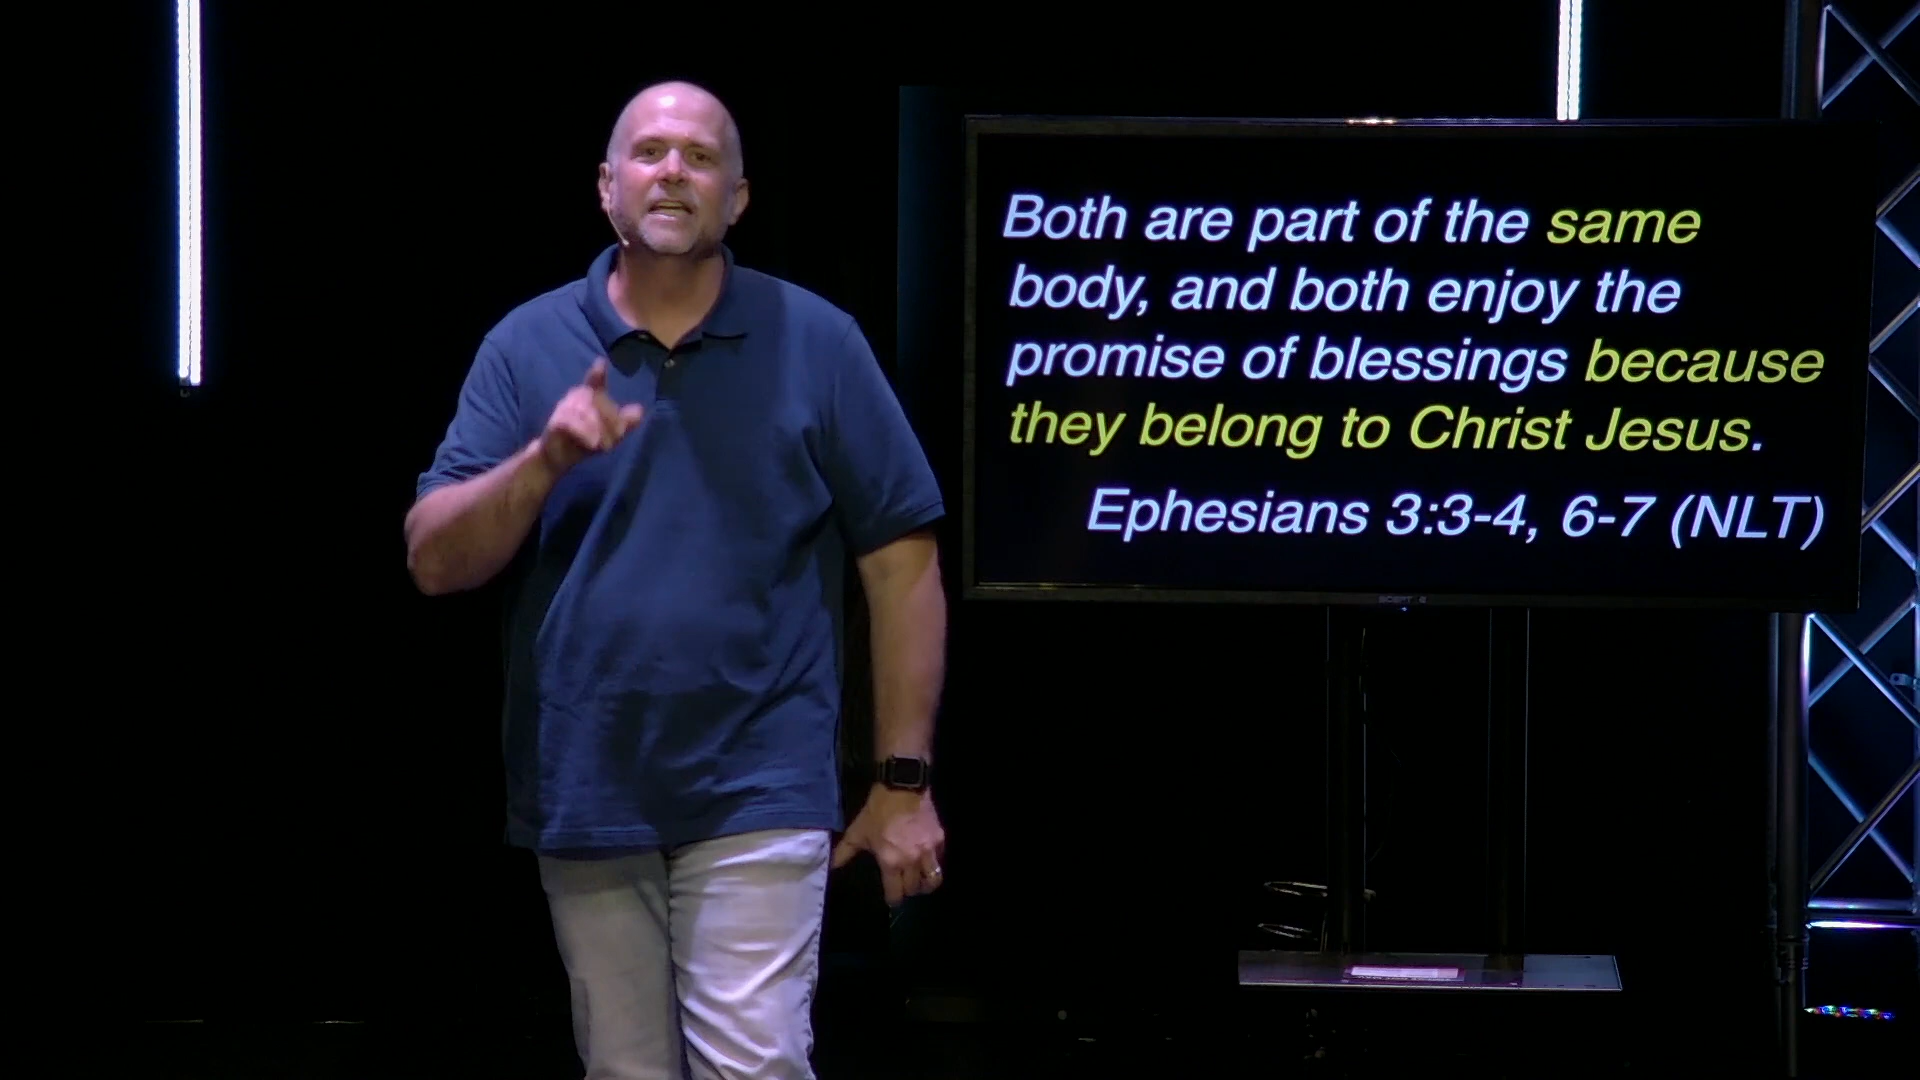 Both are part of the same
body, and both enjoy the
promise of blessings because
they belong to Christ Jesus.
Ephesians 3:3-4, 6-7 (NLT)